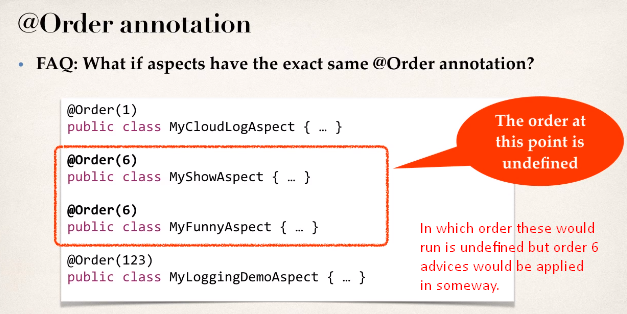 @Order annotation
• FAQ: What if aspects have the exact same @Order annotation?
@Order(1)
public class MyCloudLogAspect { … }
@Order(6)
public class MyShowAspect { … }
@Order(6)
public class MyFunnyAspect { … }
@Order(123)
public class MyLoggingDemoAspect { … }
The order at
this point is
undefined
In which order these would
run is undefined but order 6
advices would be applied
in someway.